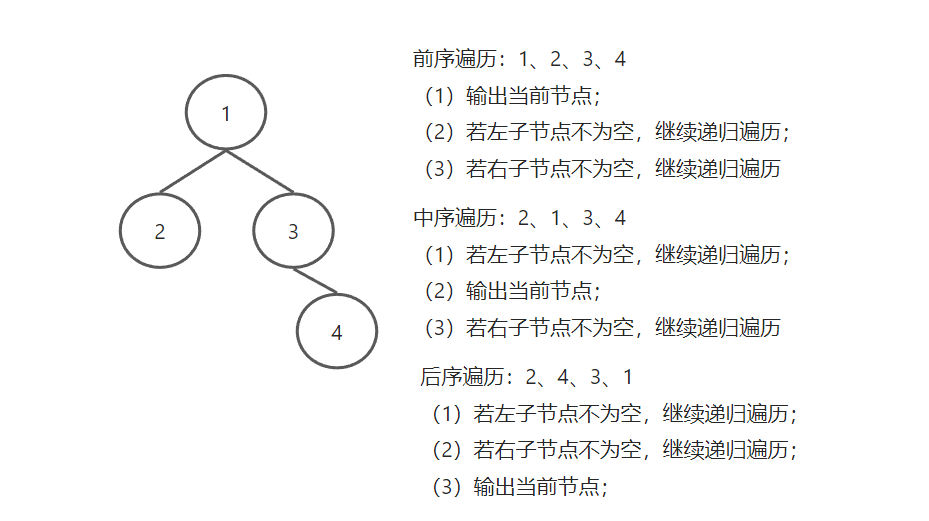 1
2
3
4
前序遍历：1、2、3、4
（1）输出当前节点；
（2）若左子节点不为空，继续递归遍历；
（3）若右子节点不为空，继续递归遍历
中序遍历：2、1、3、4
（1）若左子节点不为空，继续递归遍历；
（2）输出当前节点；
（3）若右子节点不为空，继续递归遍历
后序遍历：2、4、3、1
（1）若左子节点不为空，继续递归遍历；
（2）若右子节点不为空，继续递归遍历；
（3）输出当前节点；